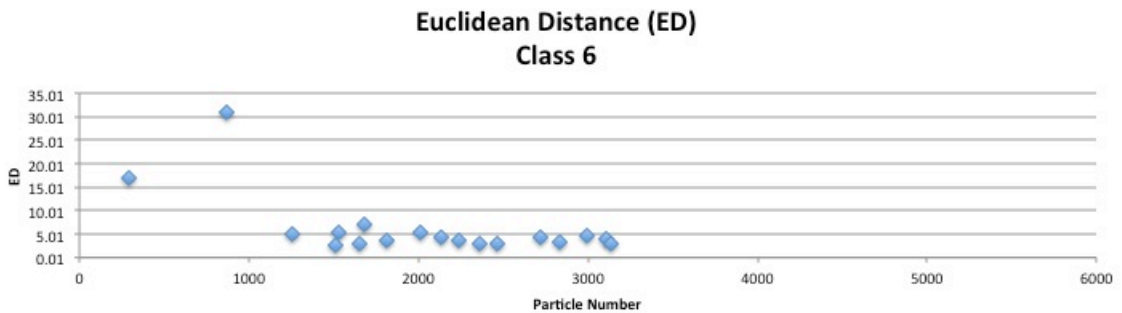 Euclidean Distance (ED)
Class 6
35.01
30.01
25.01
20.01
15.01
10.01
5.01
0.01
ED
0 1000 2000 3000 4000 5000 6000
Particle Number